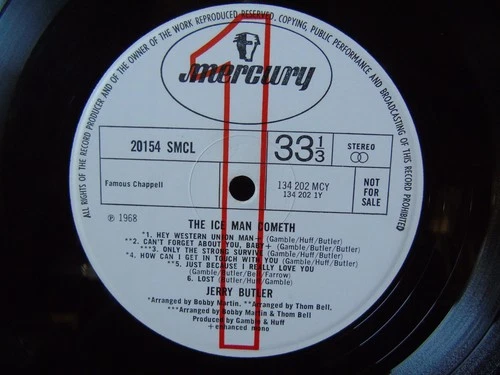 ALL RIGHTS OF THE RECORD PRODUCER AND OF THE OWNER OF THE WORK REPRODUCED RESERVED. COPYING, PUBLIC PERFORMANCE AND BROADCASTING OF THIS RECORD PROHIBITED
mercury
1
20154 SMCL
33 1/3
STEREO
Famous Chappell
134 202 MCY
134 202 1Y
NOT FOR SALE
℗ 1968
THE ICE MAN COMETH
*1. HEY WESTERN UNION MAN+ (Gamble/Huff/Butler)
**2. CAN'T FORGET ABOUT YOU, BABY+ (Gamble/Butler)
***3. ONLY THE STRONG SURVIVE (Gamble/Huff/Butler)
*4. HOW CAN I GET IN TOUCH WITH YOU (Gamble/Huff/Butler)
**5. JUST BECAUSE I REALLY LOVE YOU
(Gamble/Butler/Bell/Farrow)
6. LOST (Butler/Huff/Gamble)
JERRY BUTLER
*Arranged by Bobby Martin. **Arranged by Thom Bell.
***Arranged by Bobby Martin & Thom Bell
Produced by Gamble & Huff
+enhanced mono